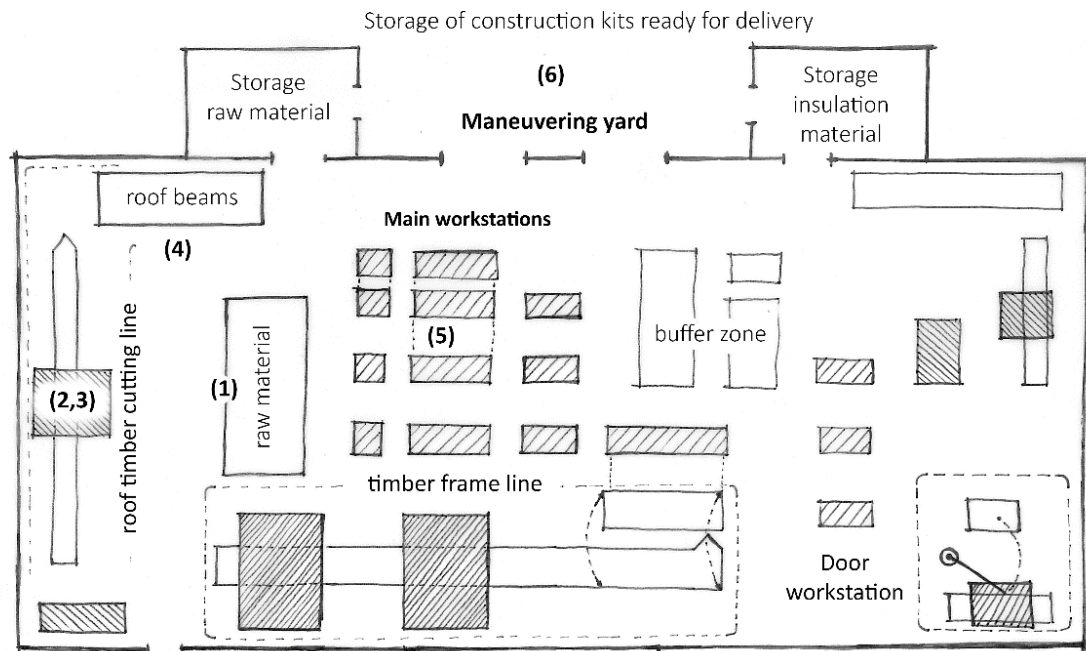 Storage of construction kits ready for delivery
(6)
Storage
raw material
Maneuvering yard
Storage
insulation
material
roof beams
(4)
Main workstations
(5)
buffer zone
(1)
raw material
(2,3)
roof timber cutting line
timber frame line
Door
workstation